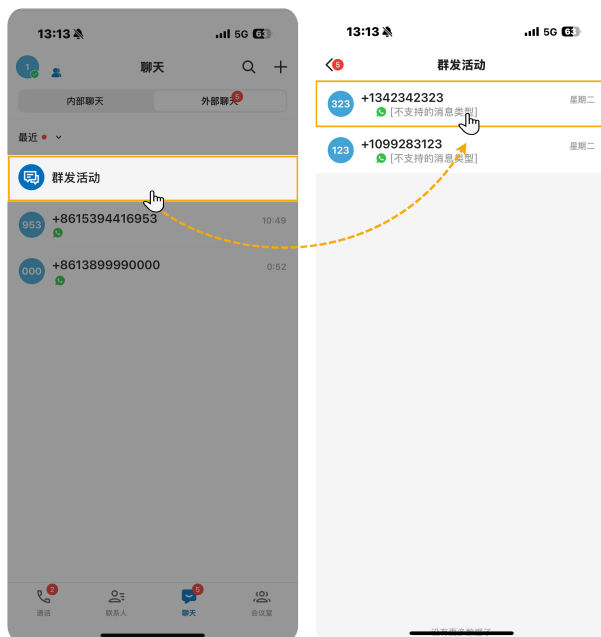 13:13
5G 63
1
聊天
内部聊天
外部聊天
5
最近
群发活动
953
+8615394416953
10:49
000
+8613899990000
0:52
2
通话
联系人
5
聊天
会议室
13:13
5G 63
5
群发活动
323
+1342342323
星期二
[不支持的消息类型]
123
+1099283123
星期二
[不支持的消息类型]